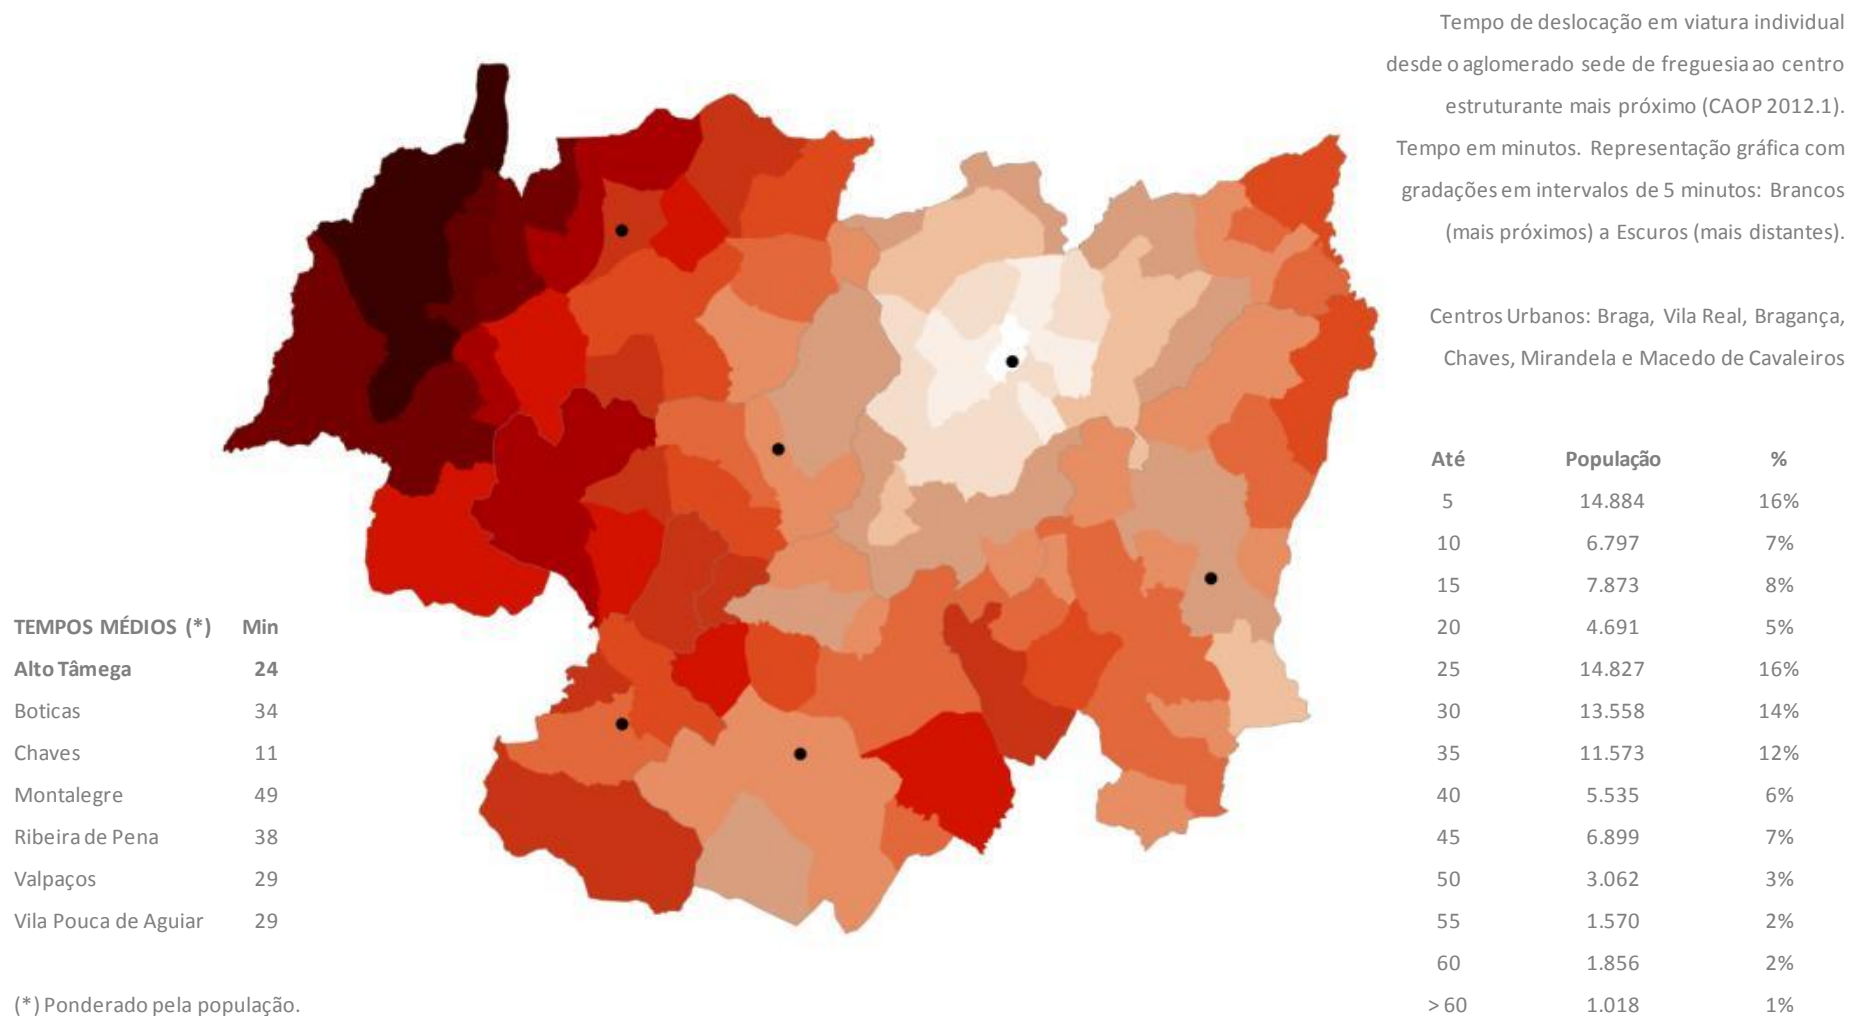 Tempo de deslocação em viatura individual
desde o aglomerado sede de freguesia ao centro
estruturante mais próximo (CAOP 2012.1).
Tempo em minutos. Representação gráfica com
gradações em intervalos de 5 minutos: Brancos
(mais próximos) a Escuros (mais distantes).
Centros Urbanos: Braga, Vila Real, Bragança,
Chaves, Mirandela e Macedo de Cavaleiros
Até População %
5 14.884 16%
10 6.797 7%
15 7.873 8%
20 4.691 5%
25 14.827 16%
30 13.558 14%
35 11.573 12%
40 5.535 6%
45 6.899 7%
50 3.062 3%
55 1.570 2%
60 1.856 2%
> 60 1.018 1%
TEMPOS MÉDIOS (*) Min
Alto Tâmega 24
Boticas 34
Chaves 11
Montalegre 49
Ribeira de Pena 38
Valpaços 29
Vila Pouca de Aguiar 29
(*) Ponderado pela população.